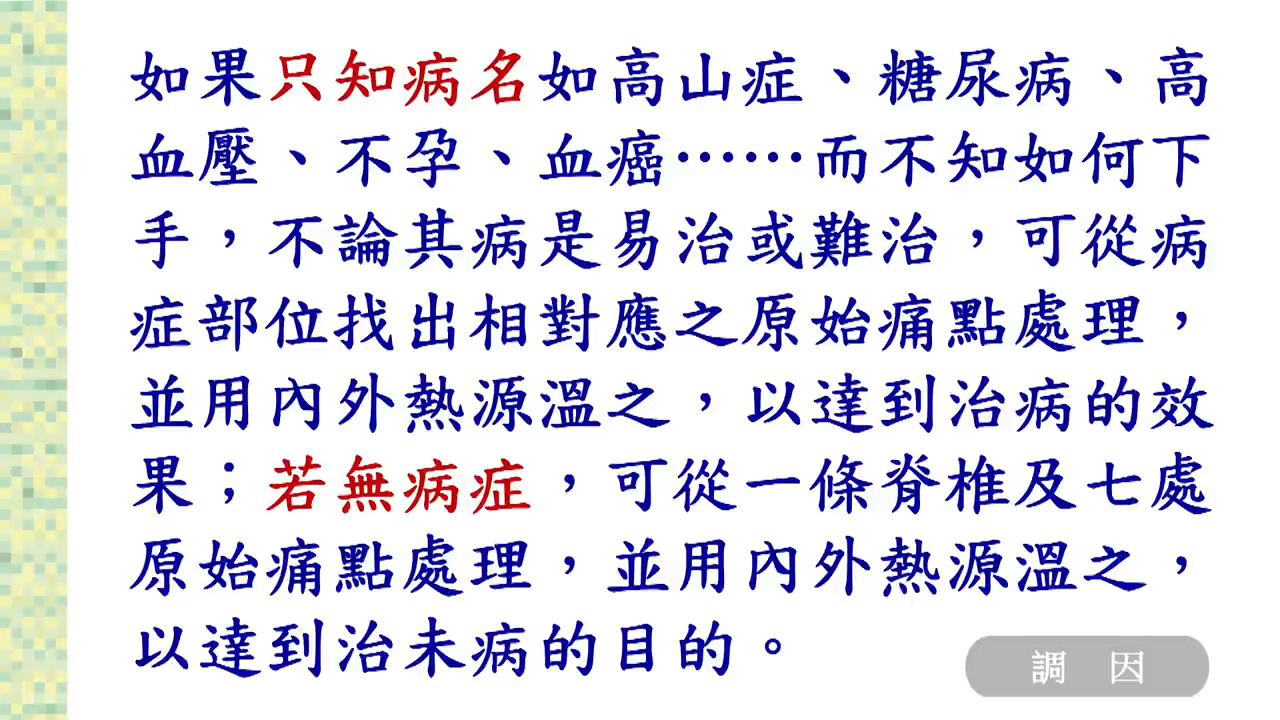 如果只知病名如高山症、糖尿病、高
血壓、不孕、血癌⋯⋯而不知如何下
手，不論其病是易治或難治，可從病
症部位找出相對應之原始痛點處理，
並用內外熱源溫之，以達到治病的效
果；若無病症，可從一條脊椎及七處
原始痛點處理，並用內外熱源溫之，
以達到治未病的目的。
調 因